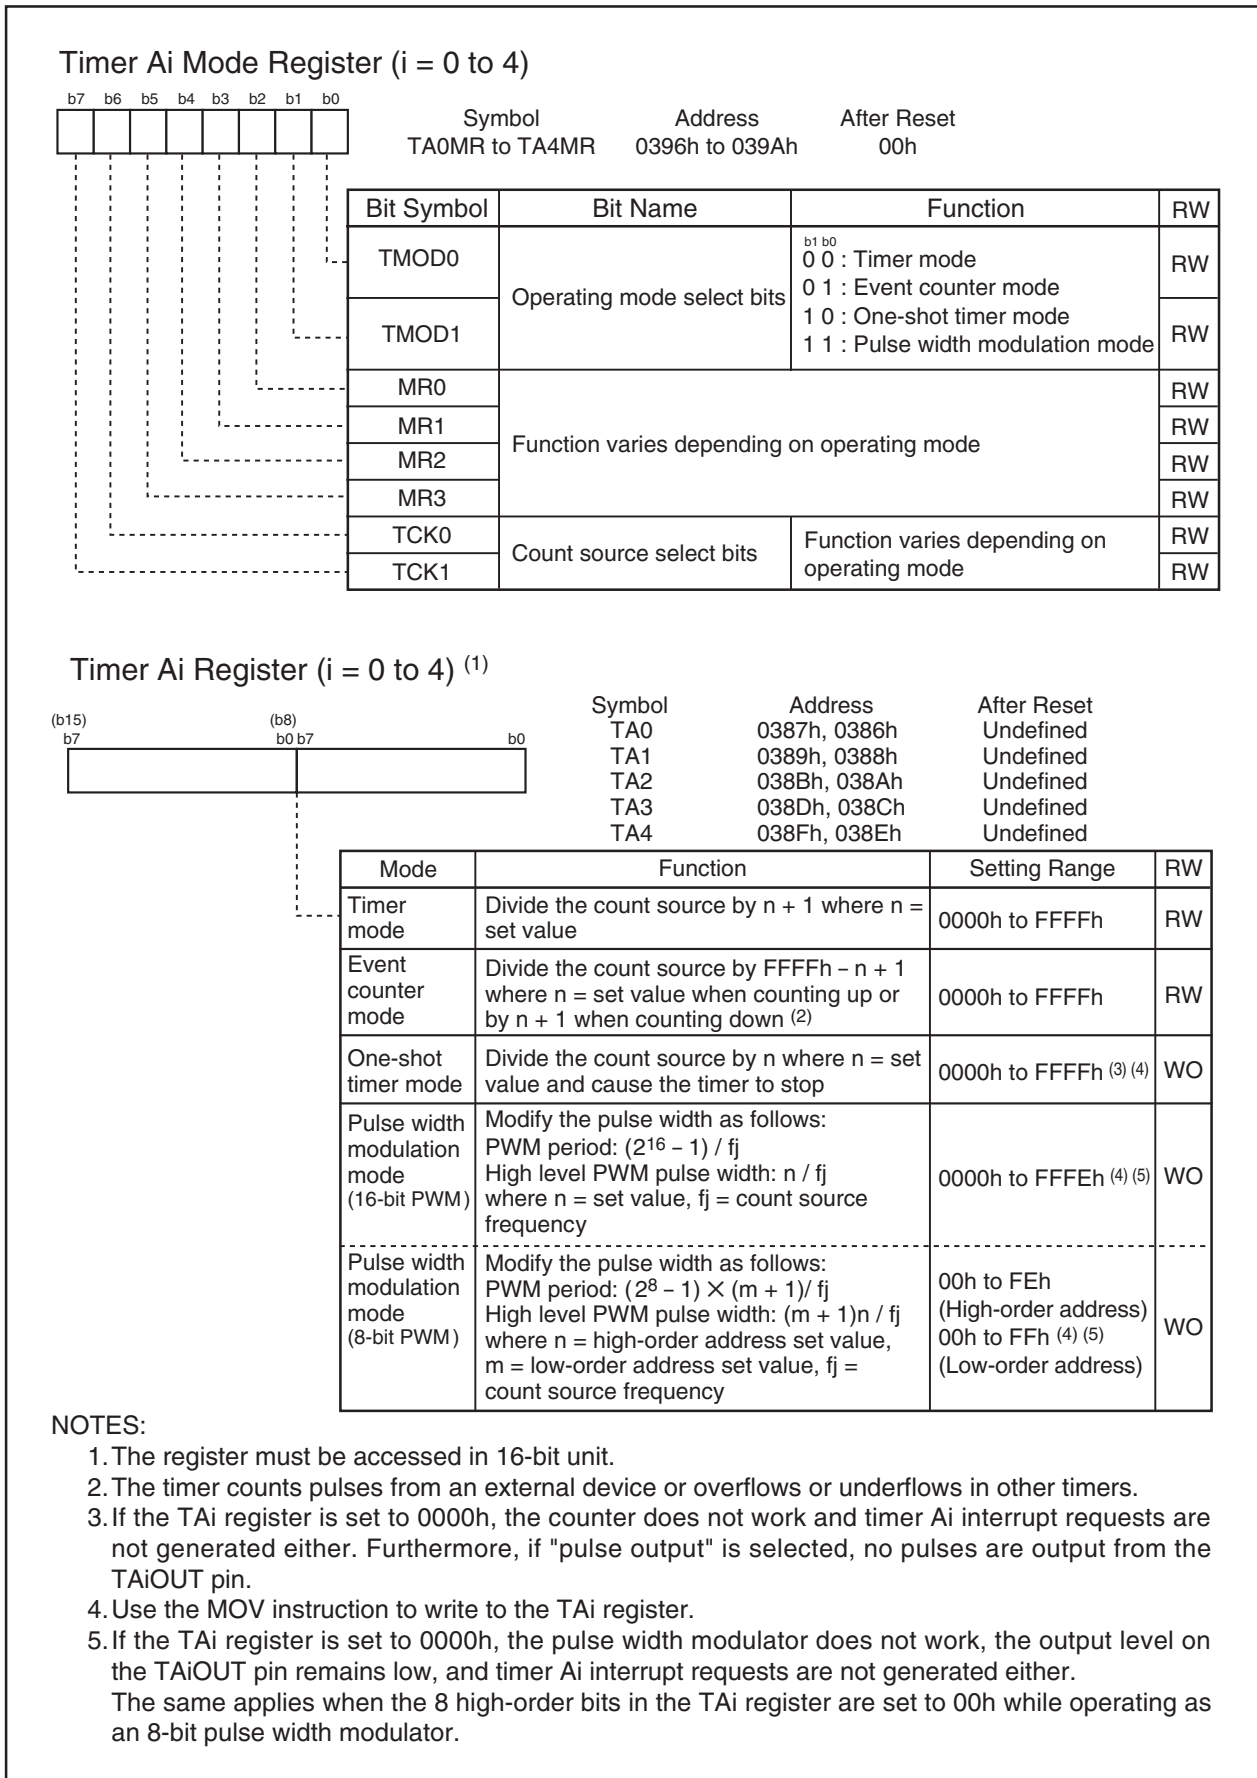 Timer Ai Mode Register (i = 0 to 4)
b7 b6 b5 b4 b3 b2 b1 b0
Symbol Address After Reset
TA0MR to TA4MR 0396h to 039Ah 00h
Bit Symbol Bit Name Function RW
TMOD0 Operating mode select bits b1 b0 RW
0 0 : Timer mode
0 1 : Event counter mode
TMOD1 1 0 : One-shot timer mode RW
1 1 : Pulse width modulation mode
MR0 Function varies depending on operating mode RW
MR1 RW
MR2 RW
MR3 RW
TCK0 Count source select bits Function varies depending on RW
TCK1 operating mode RW
Timer Ai Register (i = 0 to 4) (1)
(b15) (b8)
b7 b0 b7 b0
Symbol Address After Reset
TA0 0387h, 0386h Undefined
TA1 0389h, 0388h Undefined
TA2 038Bh, 038Ah Undefined
TA3 038Dh, 038Ch Undefined
TA4 038Fh, 038Eh Undefined
Mode Function Setting Range RW
Timer Divide the count source by n + 1 where n =
mode set value 0000h to FFFFh RW
Event Divide the count source by FFFFh – n + 1
counter where n = set value when counting up or 0000h to FFFFh RW
mode by n + 1 when counting down (2)
One-shot Divide the count source by n where n = set
timer mode value and cause the timer to stop 0000h to FFFFh (3) (4) WO
Pulse width Modify the pulse width as follows:
modulation PWM period: (2^16 – 1) / fj
mode High level PWM pulse width: n / fj 0000h to FFFEh (4) (5) WO
(16-bit PWM) where n = set value, fj = count source
frequency
Pulse width Modify the pulse width as follows:
modulation PWM period: (2^8 – 1) × (m + 1)/ fj 00h to FEh
mode High level PWM pulse width: (m + 1)n / fj (High-order address)
(8-bit PWM) where n = high-order address set value, 00h to FFh (4) (5) WO
m = low-order address set value, fj = (Low-order address)
count source frequency
NOTES:
1. The register must be accessed in 16-bit unit.
2. The timer counts pulses from an external device or overflows or underflows in other timers.
3. If the TAi register is set to 0000h, the counter does not work and timer Ai interrupt requests are
not generated either. Furthermore, if "pulse output" is selected, no pulses are output from the
TAiOUT pin.
4. Use the MOV instruction to write to the TAi register.
5. If the TAi register is set to 0000h, the pulse width modulator does not work, the output level on
the TAiOUT pin remains low, and timer Ai interrupt requests are not generated either.
The same applies when the 8 high-order bits in the TAi register are set to 00h while operating as
an 8-bit pulse width modulator.